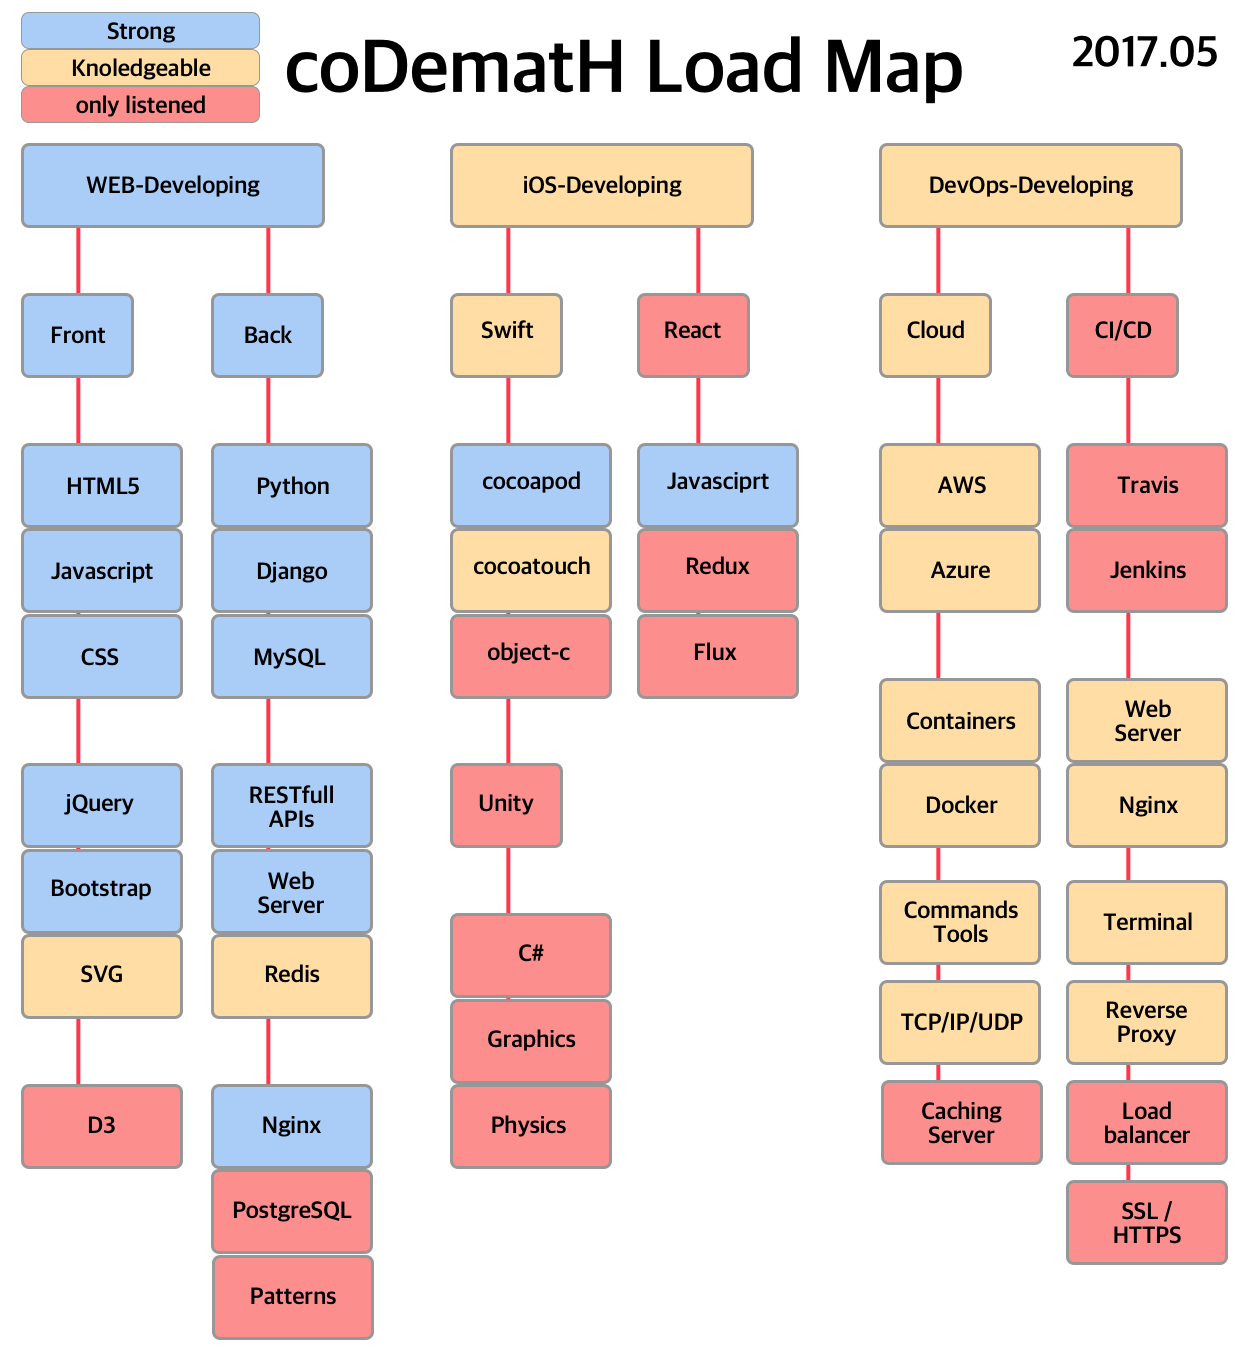 Strong
Knoledgeable
only listened
coDematH Load Map
2017.05
WEB-Developing
Front
Back
HTML5
Javascript
CSS
jQuery
Bootstrap
SVG
D3
Python
Django
MySQL
RESTfull
APIs
Web
Server
Redis
Nginx
PostgreSQL
Patterns
iOS-Developing
Swift
React
cocoapod
cocoatouch
object-c
Unity
C#
Graphics
Physics
Javasciprt
Redux
Flux
DevOps-Developing
Cloud
CI/CD
AWS
Azure
Containers
Docker
Commands
Tools
TCP/IP/UDP
Caching
Server
Travis
Jenkins
Web
Server
Nginx
Terminal
Reverse
Proxy
Load
balancer
SSL /
HTTPS